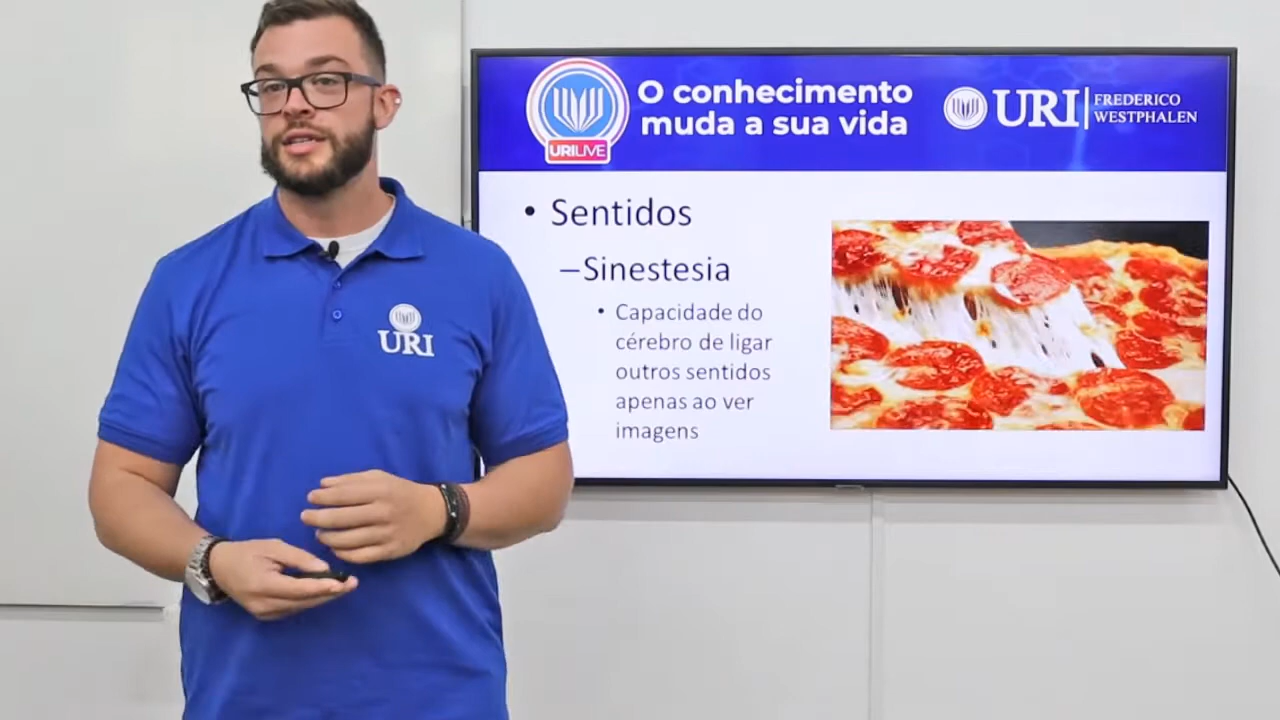 O conhecimento
muda a sua vida
URILIVE
URI
FREDERICO
WESTPHALEN
• Sentidos
–Sinestesia
• Capacidade do
cérebro de ligar
outros sentidos
apenas ao ver
imagens
URI